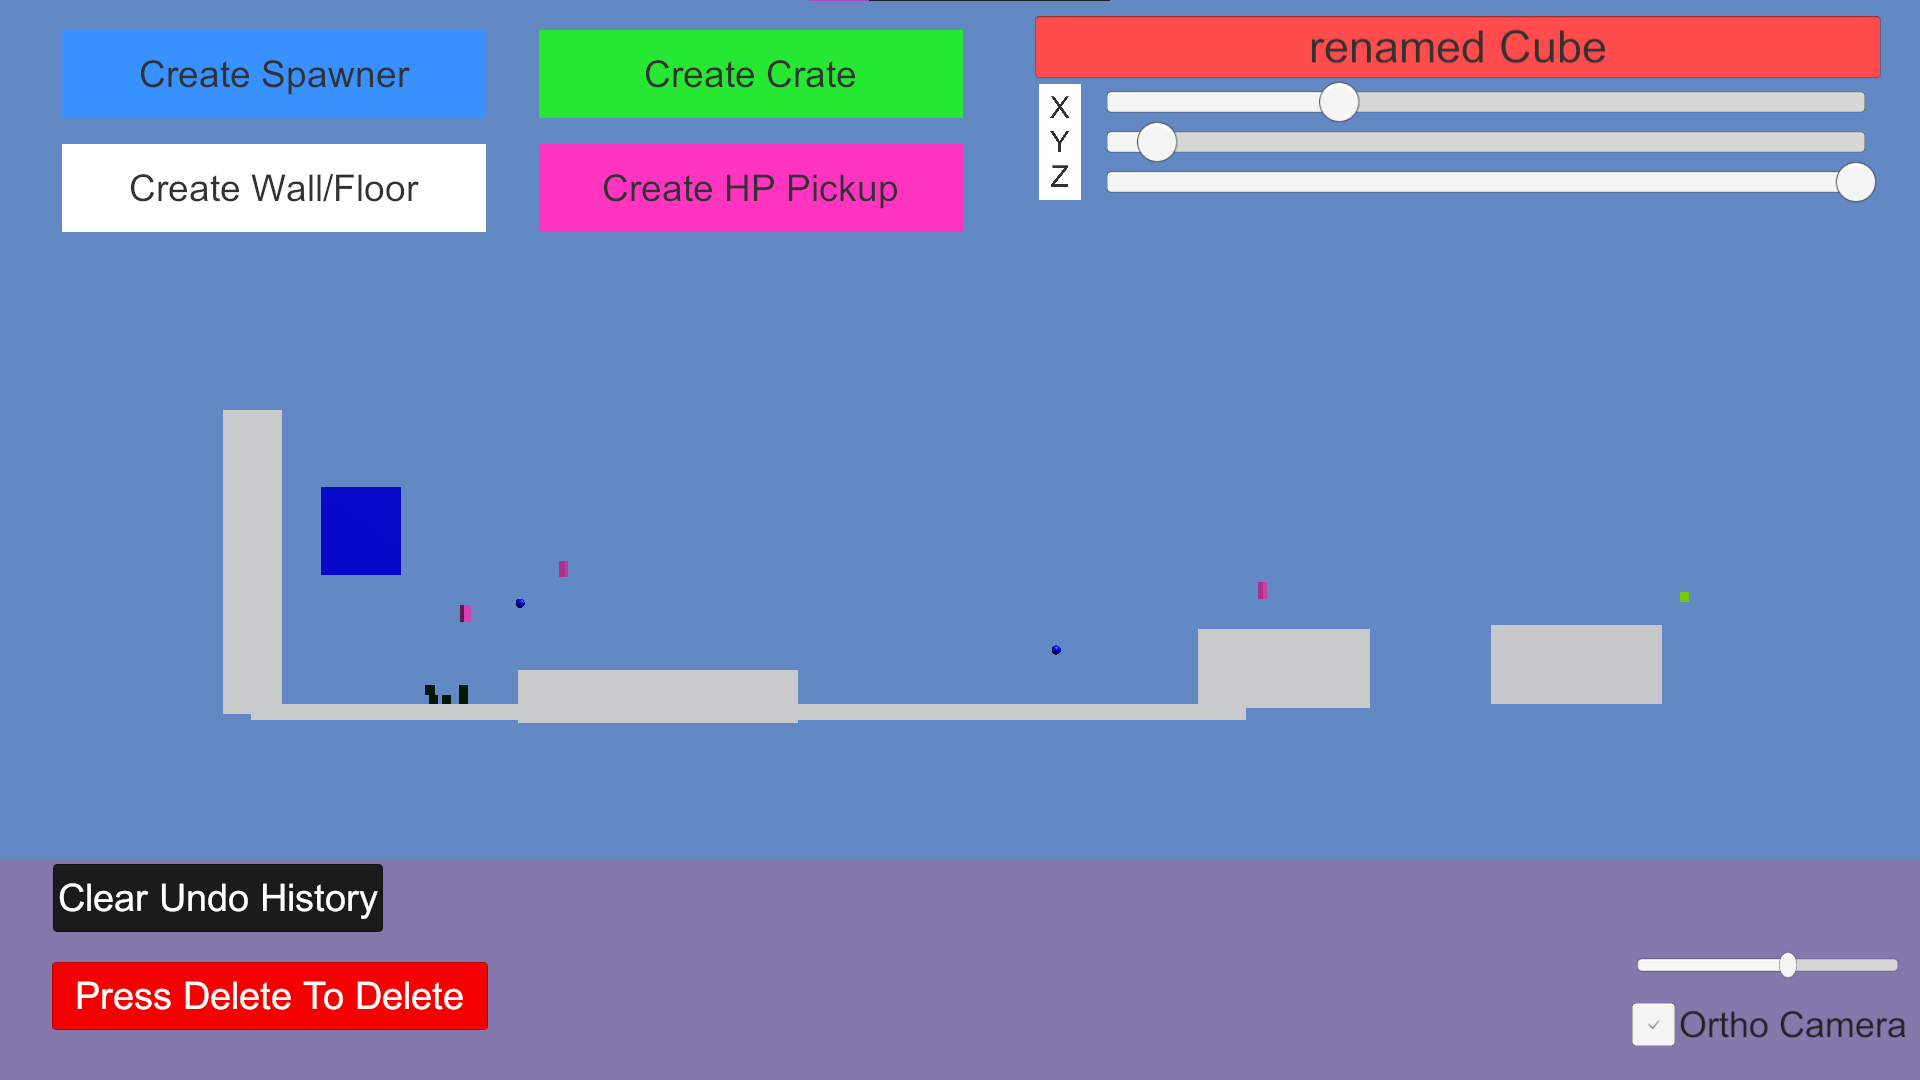 Create Spawner
Create Crate
renamed Cube
X
Y
Z
Create Wall/Floor
Create HP Pickup
Clear Undo History
Press Delete To Delete
Ortho Camera